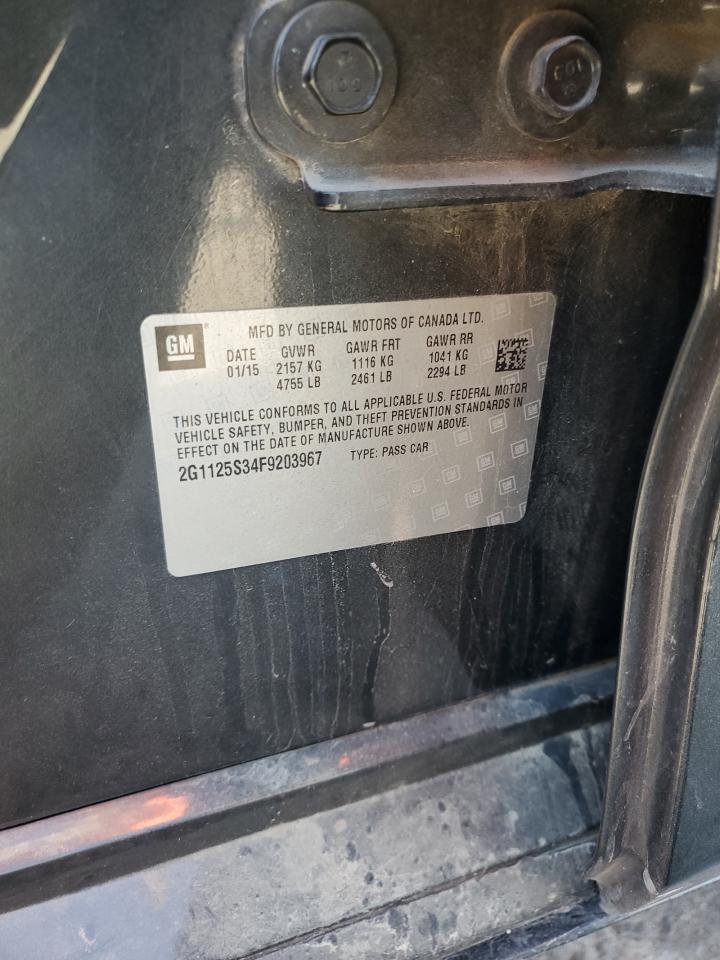 GM
MFD BY GENERAL MOTORS OF CANADA LTD.
DATE GVWR GAWR FRT GAWR RR
01/15 2157 KG 1116 KG 1041 KG
4755 LB 2461 LB 2294 LB
THIS VEHICLE CONFORMS TO ALL APPLICABLE U.S. FEDERAL MOTOR
VEHICLE SAFETY, BUMPER, AND THEFT PREVENTION STANDARDS IN
EFFECT ON THE DATE OF MANUFACTURE SHOWN ABOVE.
2G1125S34F9203967 TYPE: PASS CAR